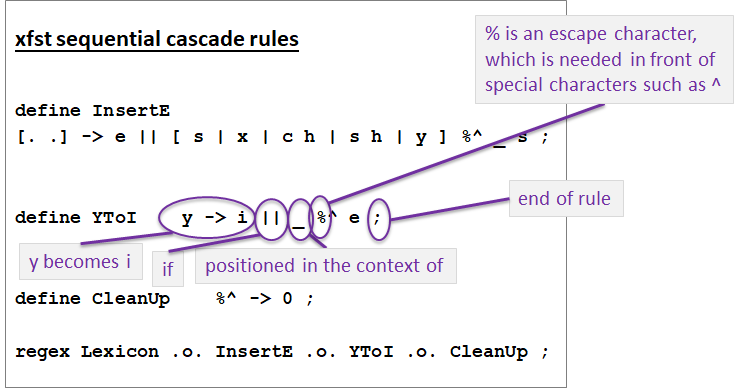 xfst sequential cascade rules
% is an escape character,
which is needed in front of
special characters such as ^
define InsertE
[. .] -> e || [ s | x | c h | s h | y ] %^ _ s ;
end of rule
define YToI y -> i || _ %^ e ;
y becomes i
if
positioned in the context of
define CleanUp %^ -> 0 ;
regex Lexicon .o. InsertE .o. YToI .o. CleanUp ;